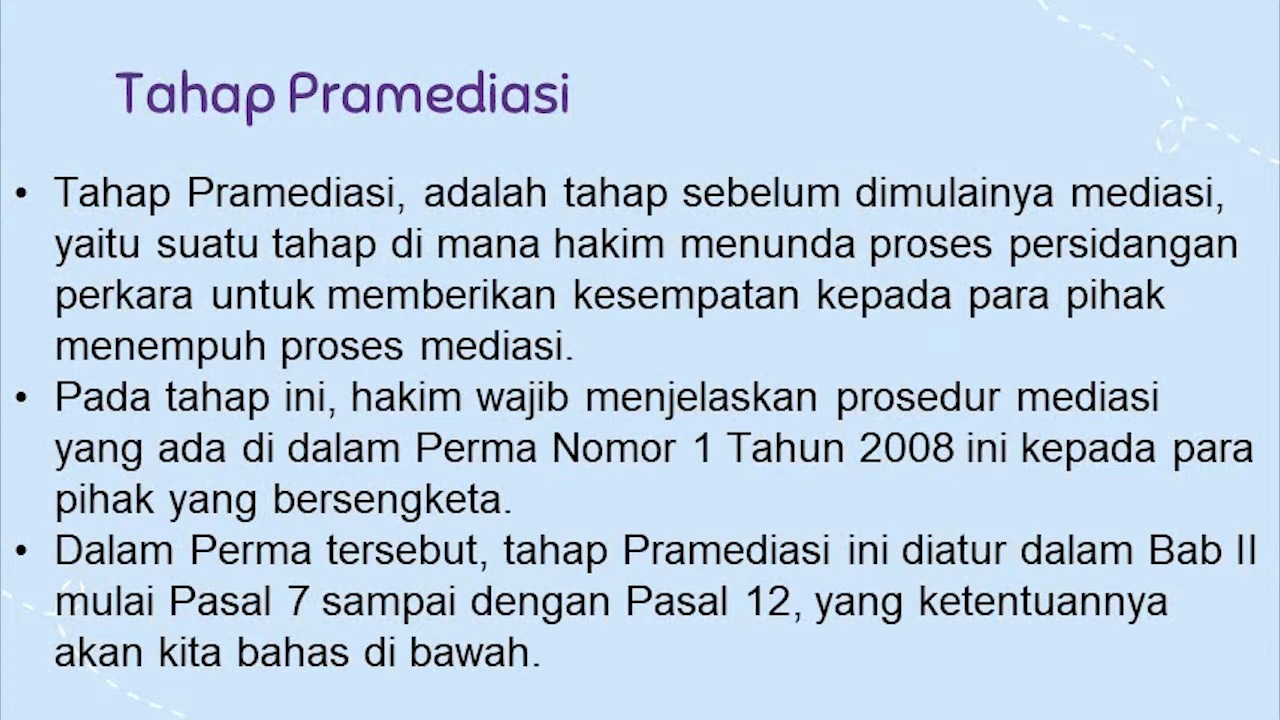 Tahap Pramediasi
• Tahap Pramediasi, adalah tahap sebelum dimulainya mediasi,
yaitu suatu tahap di mana hakim menunda proses persidangan
perkara untuk memberikan kesempatan kepada para pihak
menempuh proses mediasi.
• Pada tahap ini, hakim wajib menjelaskan prosedur mediasi
yang ada di dalam Perma Nomor 1 Tahun 2008 ini kepada para
pihak yang bersengketa.
• Dalam Perma tersebut, tahap Pramediasi ini diatur dalam Bab II
mulai Pasal 7 sampai dengan Pasal 12, yang ketentuannya
akan kita bahas di bawah.